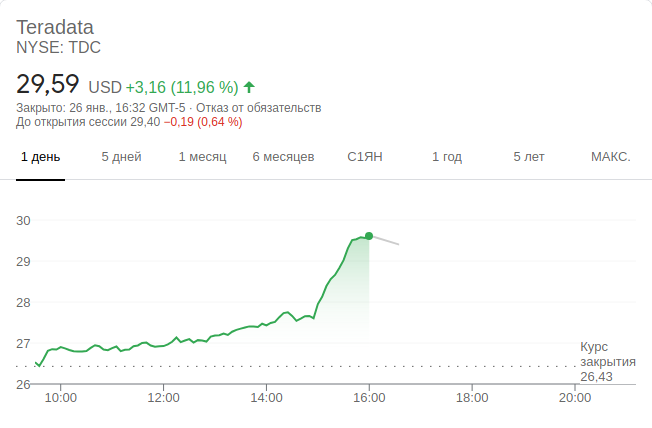 Teradata
NYSE: TDC
29,59 USD +3,16 (11,96 %)
Закрыто: 26 янв., 16:32 GMT-5 · Отказ от обязательств
До открытия сессии 29,40 −0,19 (0,64 %)
1 день 5 дней 1 месяц 6 месяцев С1ЯН 1 год 5 лет МАКС.
30
29
28
27
Курс
закрытия
26,43
26
10:00 12:00 14:00 16:00 18:00 20:00